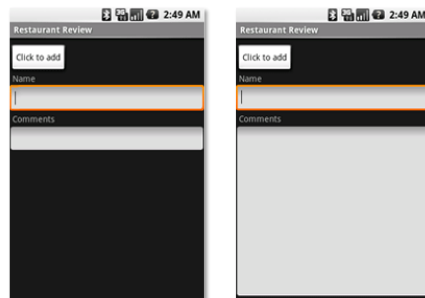 2:49 AM
Restaurant Review
Click to add
Name
Comments
2:49 AM
Restaurant Review
Click to add
Name
Comments